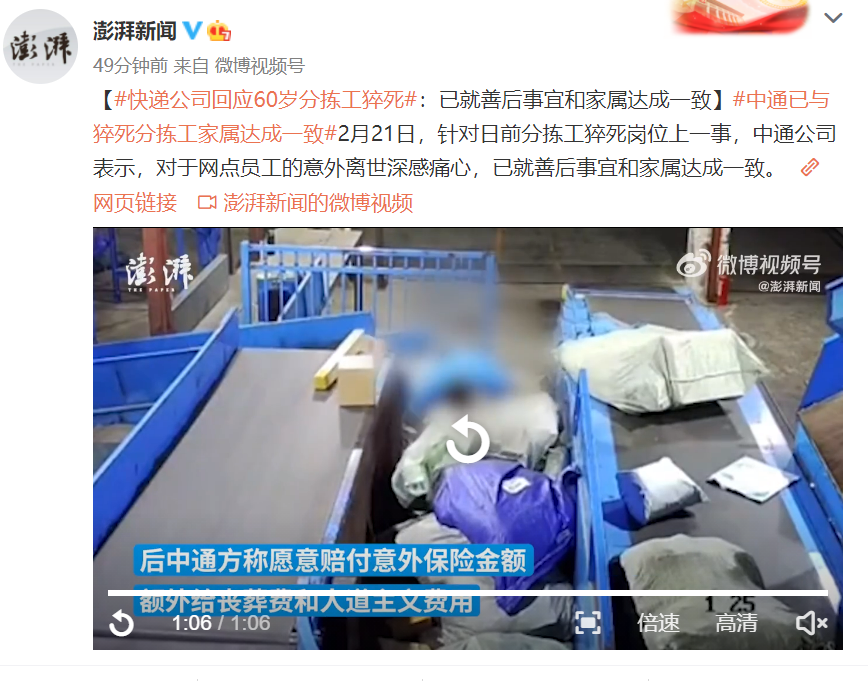 澎湃
澎湃新闻
49分钟前 来自 微博视频号
【#快递公司回应60岁分拣工猝死#：已就善后事宜和家属达成一致】#中通已与
猝死分拣工家属达成一致#2月21日，针对日前分拣工猝死岗位上一事，中通公司
表示，对于网点员工的意外离世深感痛心，已就善后事宜和家属达成一致。
网页链接 澎湃新闻的微博视频
澎湃
THE PAPER
微博视频号
@澎湃新闻
后中通方称愿意赔付意外保险金额
额外给丧葬费和人道主义费用
1 25
1:06 / 1:06 倍速 高清